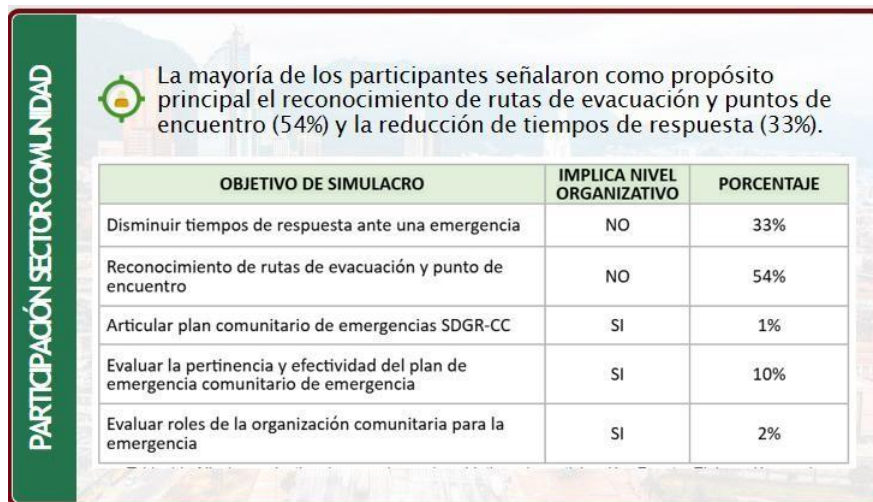 PARTICIPACIÓN SECTOR COMUNIDAD
La mayoría de los participantes señalaron como propósito
principal el reconocimiento de rutas de evacuación y puntos de
encuentro (54%) y la reducción de tiempos de respuesta (33%).
OBJETIVO DE SIMULACRO
IMPLICA NIVEL
ORGANIZATIVO
PORCENTAJE
Disminuir tiempos de respuesta ante una emergencia
NO
33%
Reconocimiento de rutas de evacuación y punto de
encuentro
NO
54%
Articular plan comunitario de emergencias SDGR-CC
SI
1%
Evaluar la pertinencia y efectividad del plan de
emergencia comunitario de emergencia
SI
10%
Evaluar roles de la organización comunitaria para la
emergencia
SI
2%